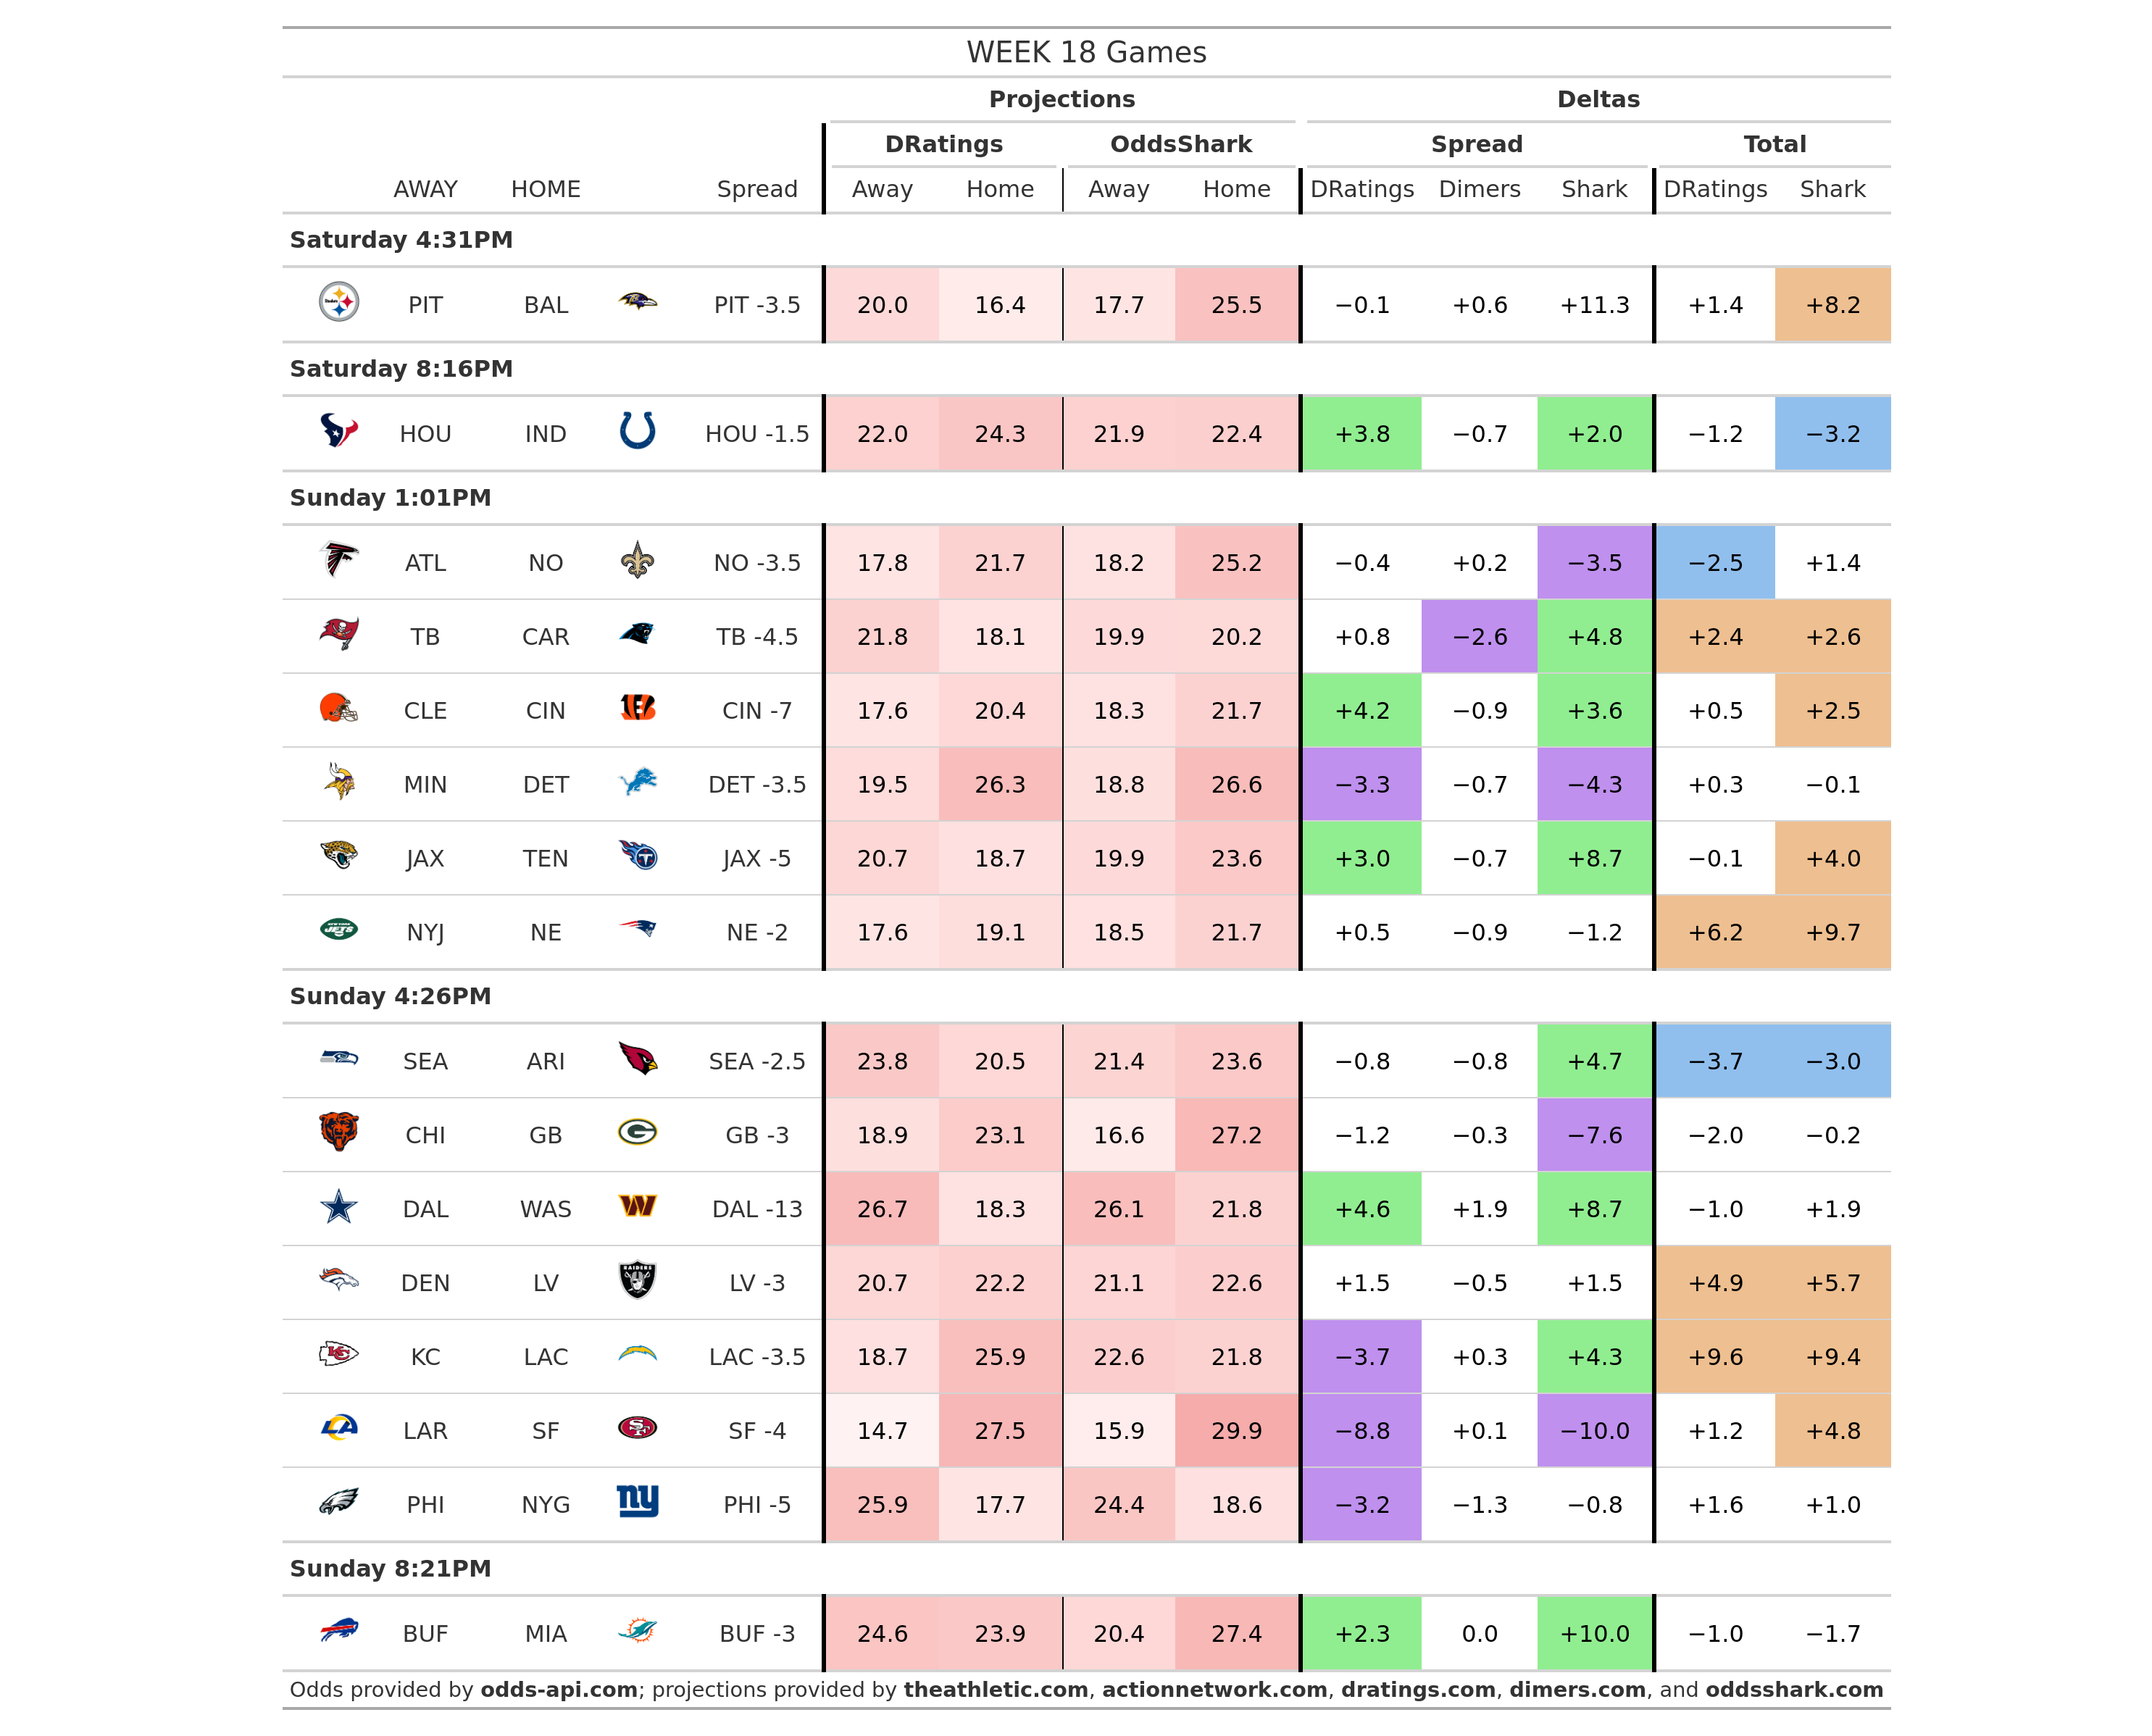 WEEK 18 Games
Projections Deltas
DRatings OddsShark Spread Total
AWAY HOME Spread Away Home Away Home DRatings Dimers Shark DRatings Shark
Saturday 4:31PM
Steelers PIT BAL PIT -3.5 20.0 16.4 17.7 25.5 −0.1 +0.6 +11.3 +1.4 +8.2
Saturday 8:16PM
HOU IND HOU -1.5 22.0 24.3 21.9 22.4 +3.8 −0.7 +2.0 −1.2 −3.2
Sunday 1:01PM
ATL NO NO -3.5 17.8 21.7 18.2 25.2 −0.4 +0.2 −3.5 −2.5 +1.4
TB CAR TB -4.5 21.8 18.1 19.9 20.2 +0.8 −2.6 +4.8 +2.4 +2.6
CLE CIN CIN -7 17.6 20.4 18.3 21.7 +4.2 −0.9 +3.6 +0.5 +2.5
MIN DET DET -3.5 19.5 26.3 18.8 26.6 −3.3 −0.7 −4.3 +0.3 −0.1
JAX TEN JAX -5 20.7 18.7 19.9 23.6 +3.0 −0.7 +8.7 −0.1 +4.0
NEW YORK JETS NYJ NE NE -2 17.6 19.1 18.5 21.7 +0.5 −0.9 −1.2 +6.2 +9.7
Sunday 4:26PM
SEA ARI SEA -2.5 23.8 20.5 21.4 23.6 −0.8 −0.8 +4.7 −3.7 −3.0
CHI GB G GB -3 18.9 23.1 16.6 27.2 −1.2 −0.3 −7.6 −2.0 −0.2
DAL WAS W DAL -13 26.7 18.3 26.1 21.8 +4.6 +1.9 +8.7 −1.0 +1.9
DEN LV RAIDERS LV -3 20.7 22.2 21.1 22.6 +1.5 −0.5 +1.5 +4.9 +5.7
KC KC LAC LAC -3.5 18.7 25.9 22.6 21.8 −3.7 +0.3 +4.3 +9.6 +9.4
LA LAR SF SF SF -4 14.7 27.5 15.9 29.9 −8.8 +0.1 −10.0 +1.2 +4.8
PHI NYG ny PHI -5 25.9 17.7 24.4 18.6 −3.2 −1.3 −0.8 +1.6 +1.0
Sunday 8:21PM
BUF MIA BUF -3 24.6 23.9 20.4 27.4 +2.3 0.0 +10.0 −1.0 −1.7
Odds provided by odds-api.com; projections provided by theathletic.com, actionnetwork.com, dratings.com, dimers.com, and oddsshark.com